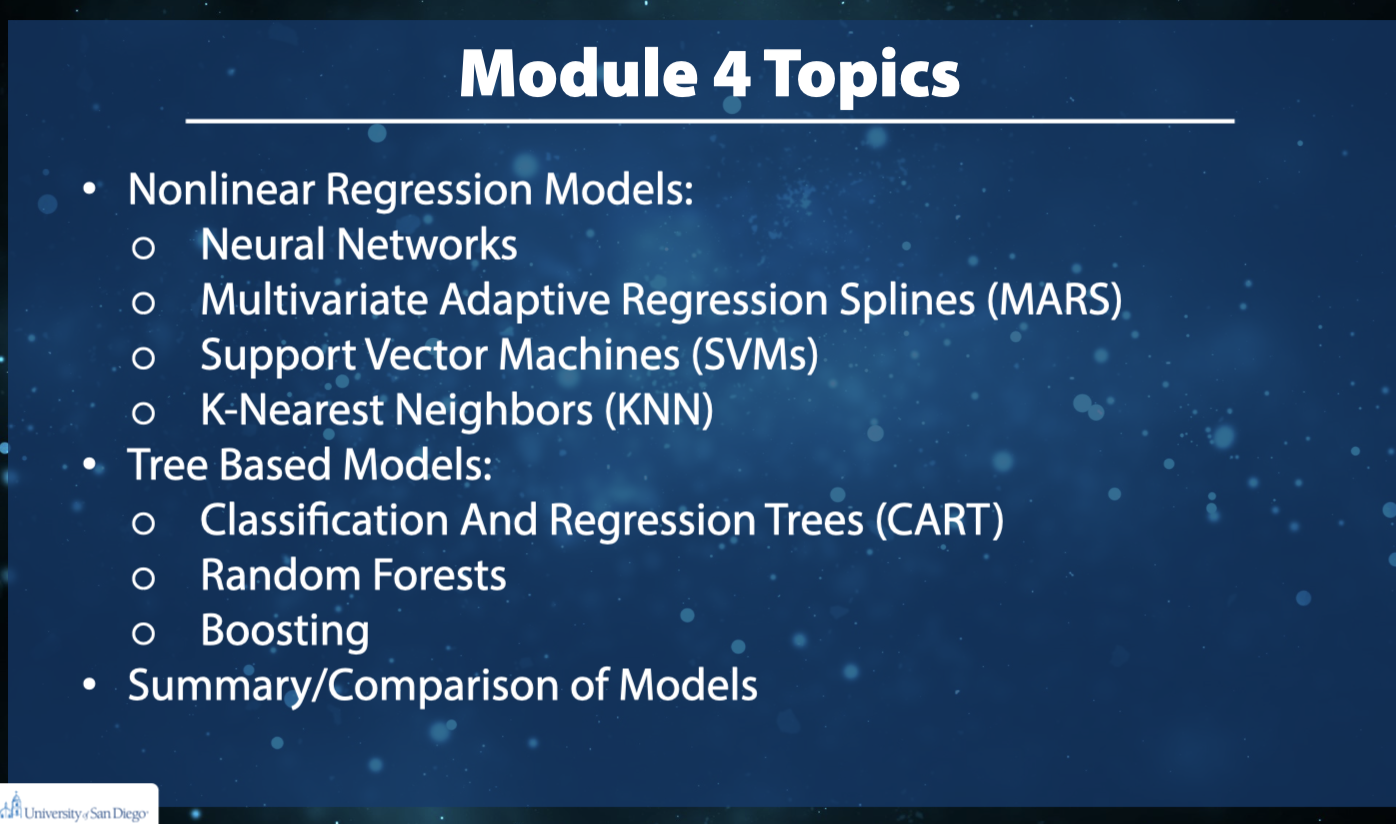 Module 4 Topics
• Nonlinear Regression Models:
o Neural Networks
o Multivariate Adaptive Regression Splines (MARS)
o Support Vector Machines (SVMs)
o K-Nearest Neighbors (KNN)
• Tree Based Models:
o Classification And Regression Trees (CART)
o Random Forests
o Boosting
• Summary/Comparison of Models
University of San Diego